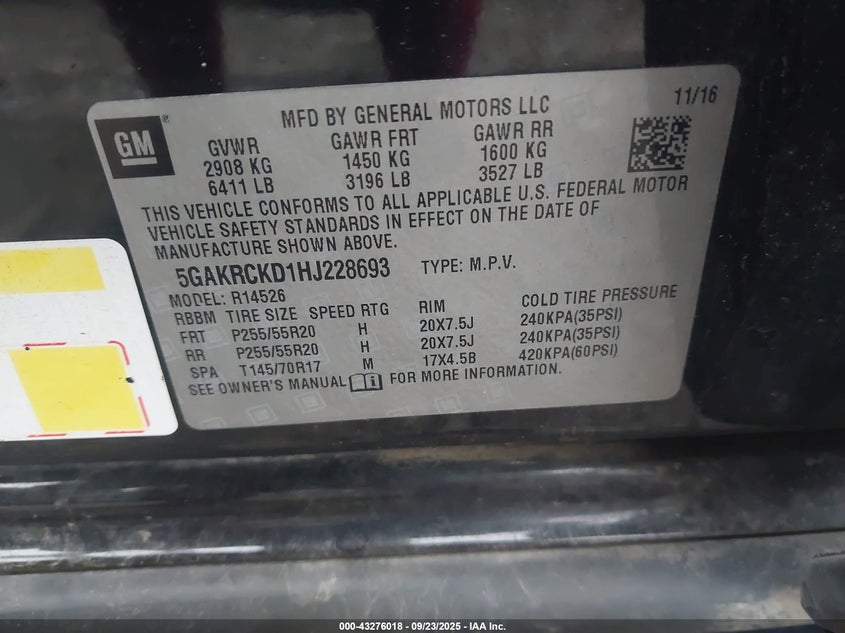 GM ®
MFD BY GENERAL MOTORS LLC 11/16
GVWR GAWR FRT GAWR RR
2908 KG 1450 KG 1600 KG
6411 LB 3196 LB 3527 LB
THIS VEHICLE CONFORMS TO ALL APPLICABLE U.S. FEDERAL MOTOR
VEHICLE SAFETY STANDARDS IN EFFECT ON THE DATE OF
MANUFACTURE SHOWN ABOVE.
5GAKRCKD1HJ228693 TYPE: M.P.V.
MODEL: R14526
RBBM TIRE SIZE SPEED RTG RIM COLD TIRE PRESSURE
FRT P255/55R20 H 20X7.5J 240KPA(35PSI)
RR P255/55R20 H 20X7.5J 240KPA(35PSI)
SPA T145/70R17 M 17X4.5B 420KPA(60PSI)
SEE OWNER'S MANUAL FOR MORE INFORMATION.
000-43276018 - 09/23/2025 - IAA Inc.